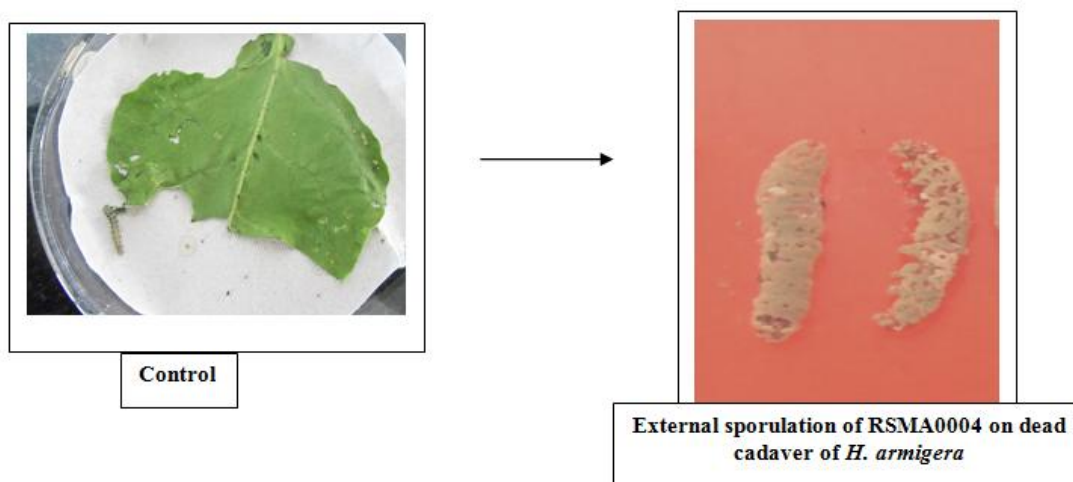 Control
External sporulation of RSMA0004 on dead
cadaver of H. armigera